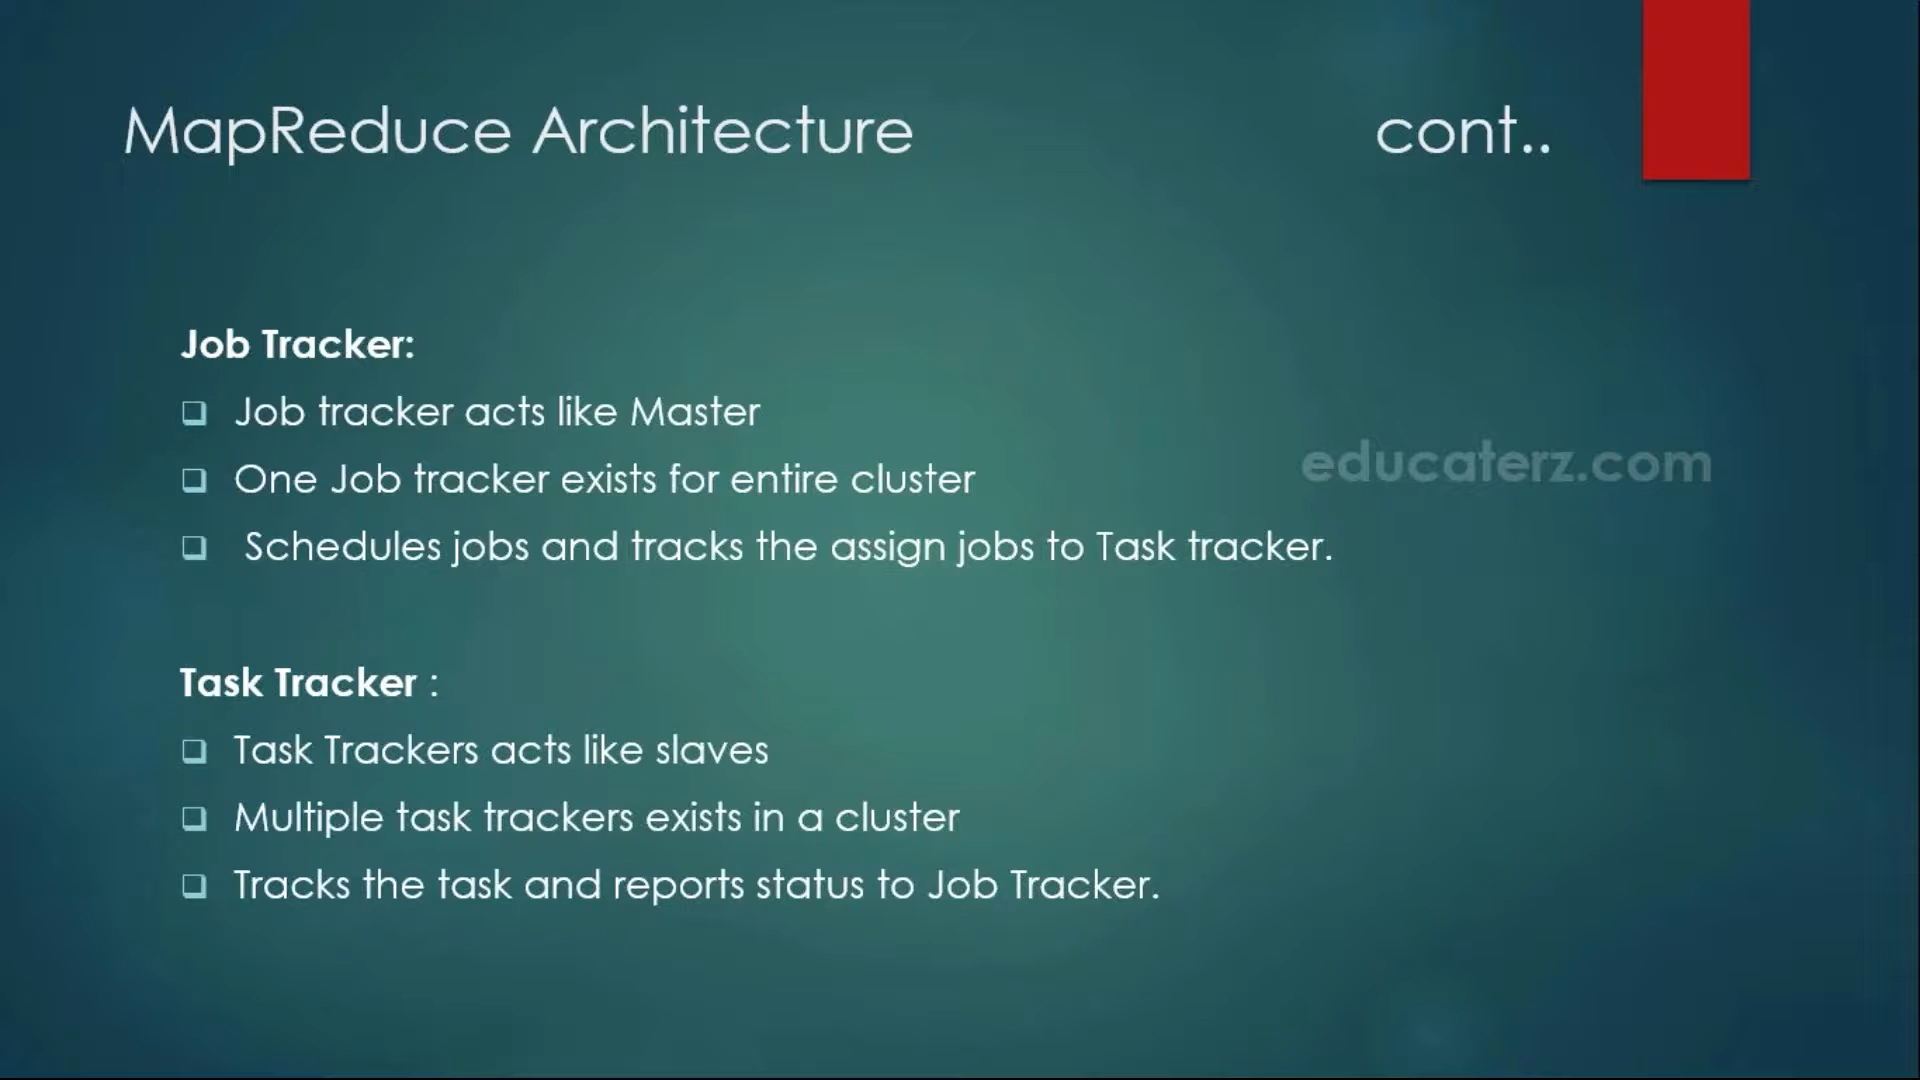 MapReduce Architecture cont..
Job Tracker:
❑ Job tracker acts like Master
❑ One Job tracker exists for entire cluster
educaterz.com
❑ Schedules jobs and tracks the assign jobs to Task tracker.
Task Tracker :
❑ Task Trackers acts like slaves
❑ Multiple task trackers exists in a cluster
❑ Tracks the task and reports status to Job Tracker.